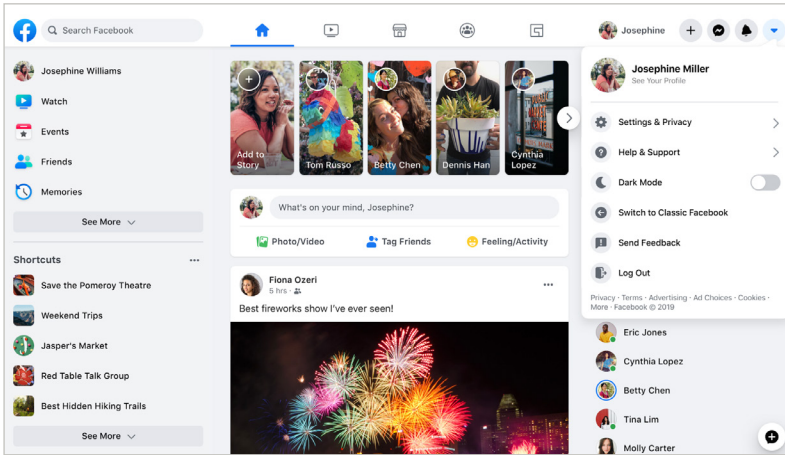 Search Facebook
Josephine
Josephine Williams
Watch
Events
Friends
Memories
See More
Shortcuts
Save the Pomeroy Theatre
Weekend Trips
Jasper's Market
Red Table Talk Group
Best Hidden Hiking Trails
See More
Add to
Story
Tom Russo
Betty Chen
Dennis Han
Cynthia
Lopez
What's on your mind, Josephine?
Photo/Video
Tag Friends
Feeling/Activity
Fiona Ozeri
5 hrs ·
Best fireworks show I've ever seen!
Josephine Miller
See Your Profile
Settings & Privacy
Help & Support
Dark Mode
Switch to Classic Facebook
Send Feedback
Log Out
Privacy · Terms · Advertising · Ad Choices · Cookies ·
More · Facebook © 2019
Eric Jones
Cynthia Lopez
Betty Chen
Tina Lim
Molly Carter